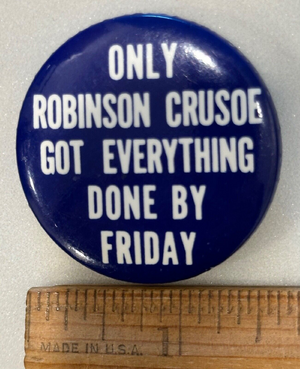 ONLY
ROBINSON CRUSOE
GOT EVERYTHING
DONE BY
FRIDAY
MADE IN U.S.A.
1